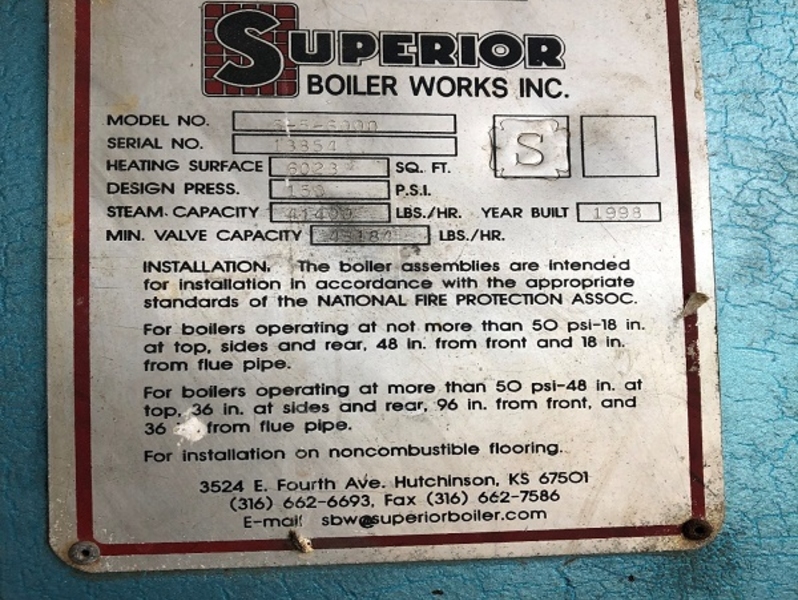 SUPERIOR
BOILER WORKS INC.
MODEL NO.
SERIAL NO. 13854
S
HEATING SURFACE 6023 SQ. FT.
DESIGN PRESS. 150 P.S.I.
STEAM CAPACITY 41400 LBS./HR. YEAR BUILT 1998
MIN. VALVE CAPACITY LBS./HR.
INSTALLATION. The boiler assemblies are intended
for installation in accordance with the appropriate
standards of the NATIONAL FIRE PROTECTION ASSOC.
For boilers operating at not more than 50 psi-18 in.
at top, sides and rear, 48 in. from front and 18 in.
from flue pipe.
For boilers operating at more than 50 psi-48 in. at
top, 36 in. at sides and rear, 96 in. from front, and
36 from flue pipe.
For installation on noncombustible flooring.
3524 E. Fourth Ave. Hutchinson, KS 67501
(316) 662-6693, Fax (316) 662-7586
E-mail sbw@superiorboiler.com